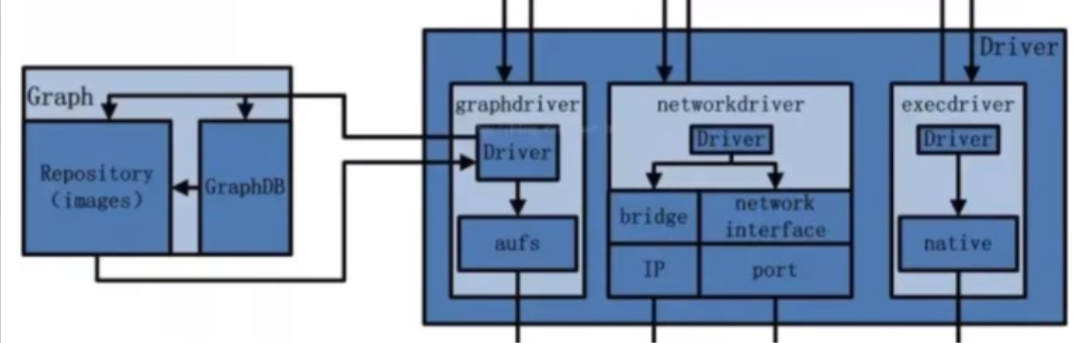 Driver
Graph
graphdriver
networkdriver
execdriver
Driver
Driver
Driver
Repository
(images)
GraphDB
bridge
network
interface
aufs
native
IP
port